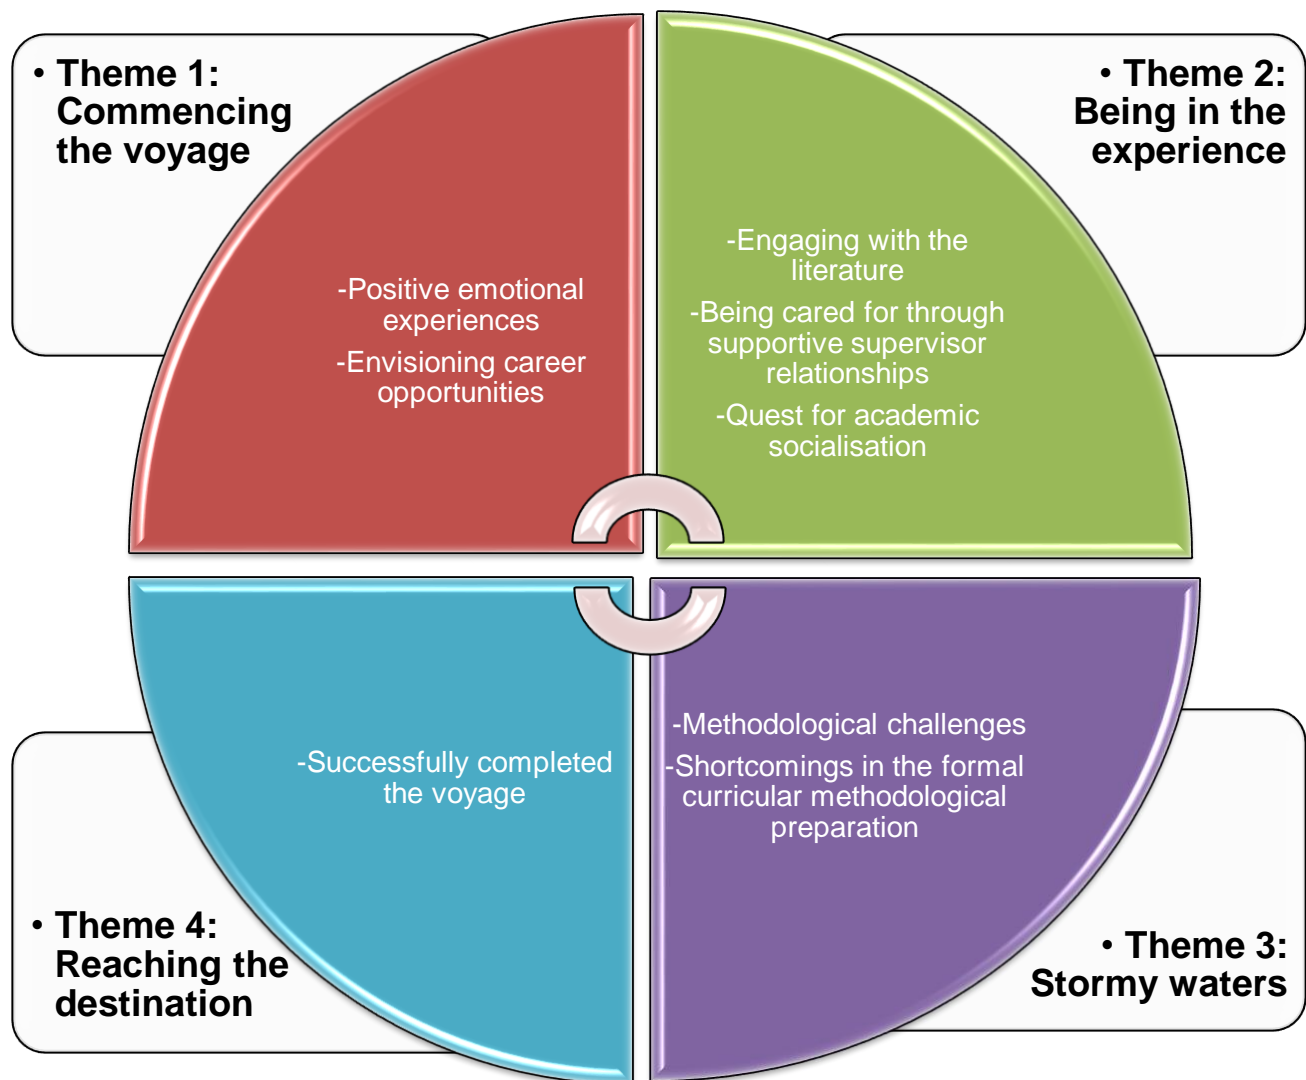 • Theme 1:
Commencing
the voyage
-Positive emotional
experiences
-Envisioning career
opportunities
• Theme 2:
Being in the
experience
-Engaging with the
literature
-Being cared for through
supportive supervisor
relationships
-Quest for academic
socialisation
• Theme 3:
Stormy waters
-Methodological challenges
-Shortcomings in the formal
curricular methodological
preparation
• Theme 4:
Reaching the
destination
-Successfully completed
the voyage